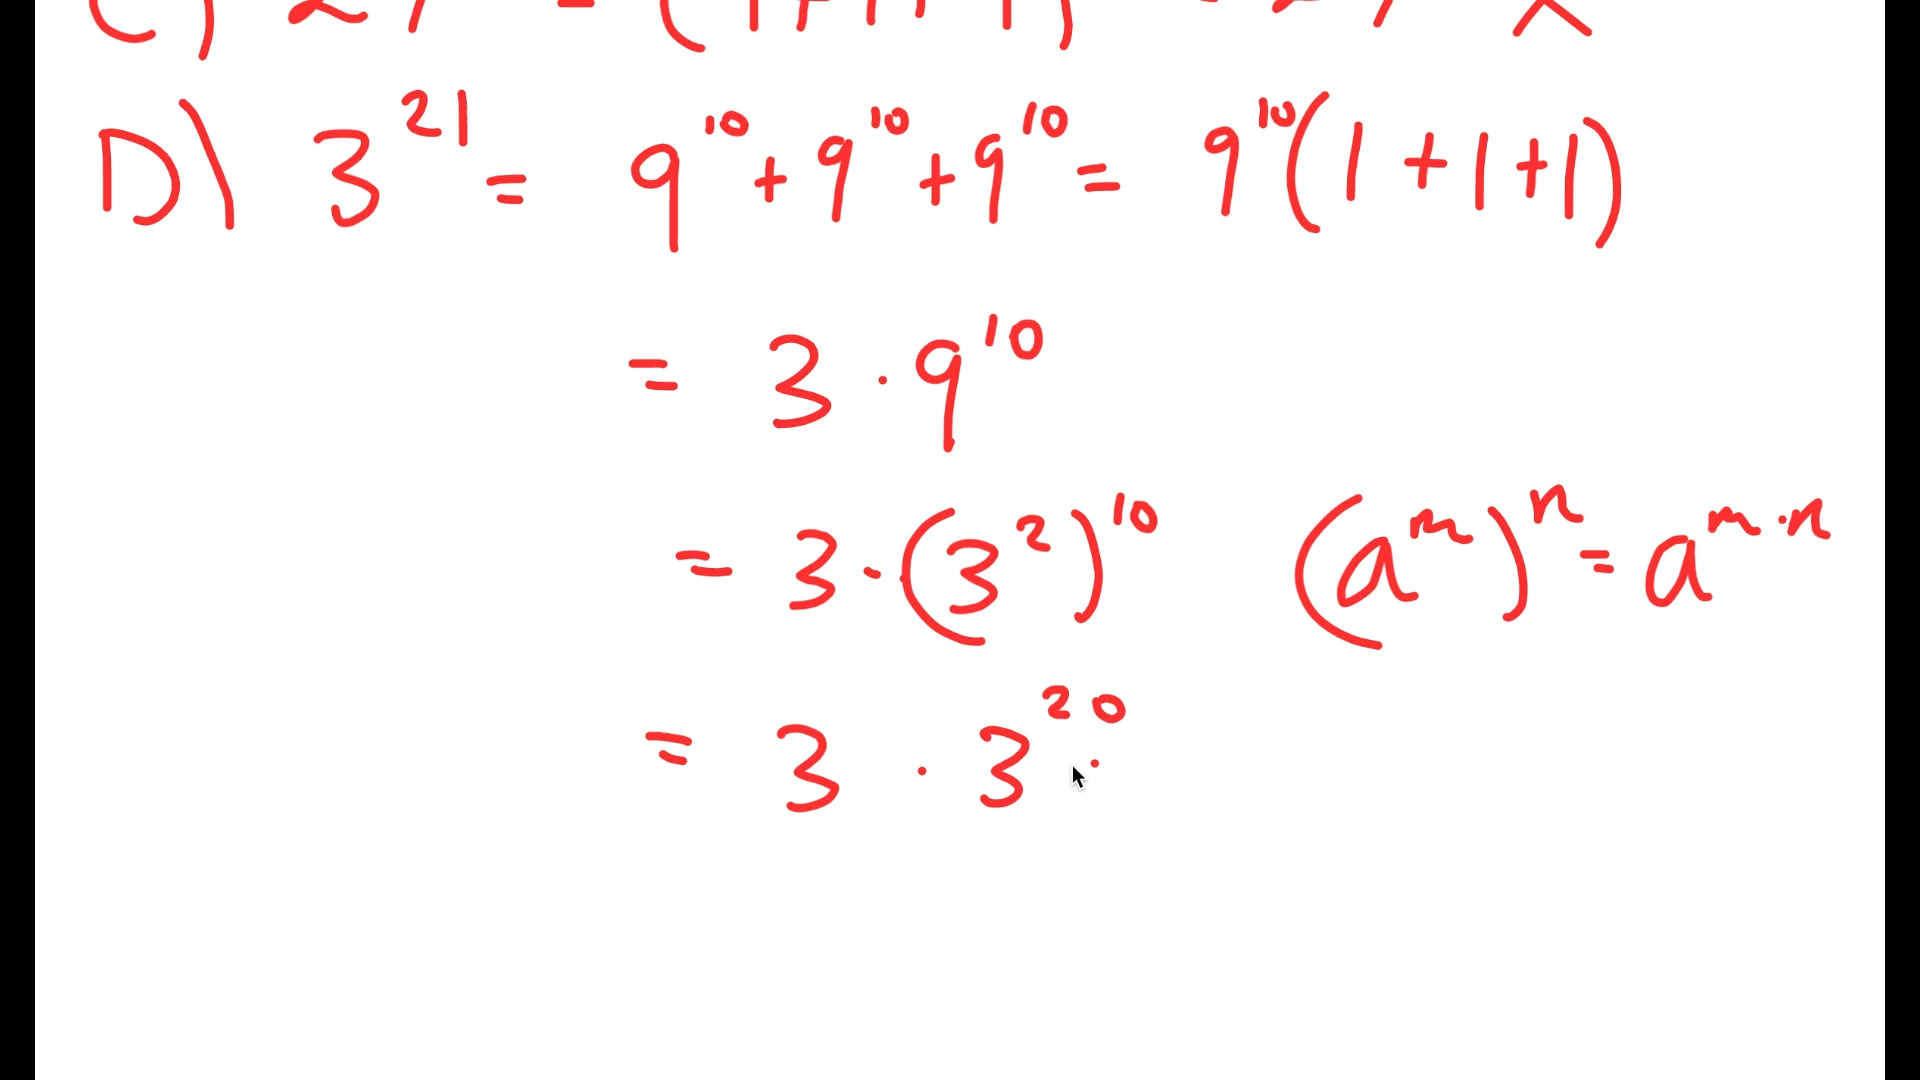 D) 3^21 = 9^10 + 9^10 + 9^10 = 9^10 (1 + 1 + 1)
= 3 · 9^10
= 3 · (3^2)^10 (a^m)^n = a^m·n
= 3 · 3^20 ·